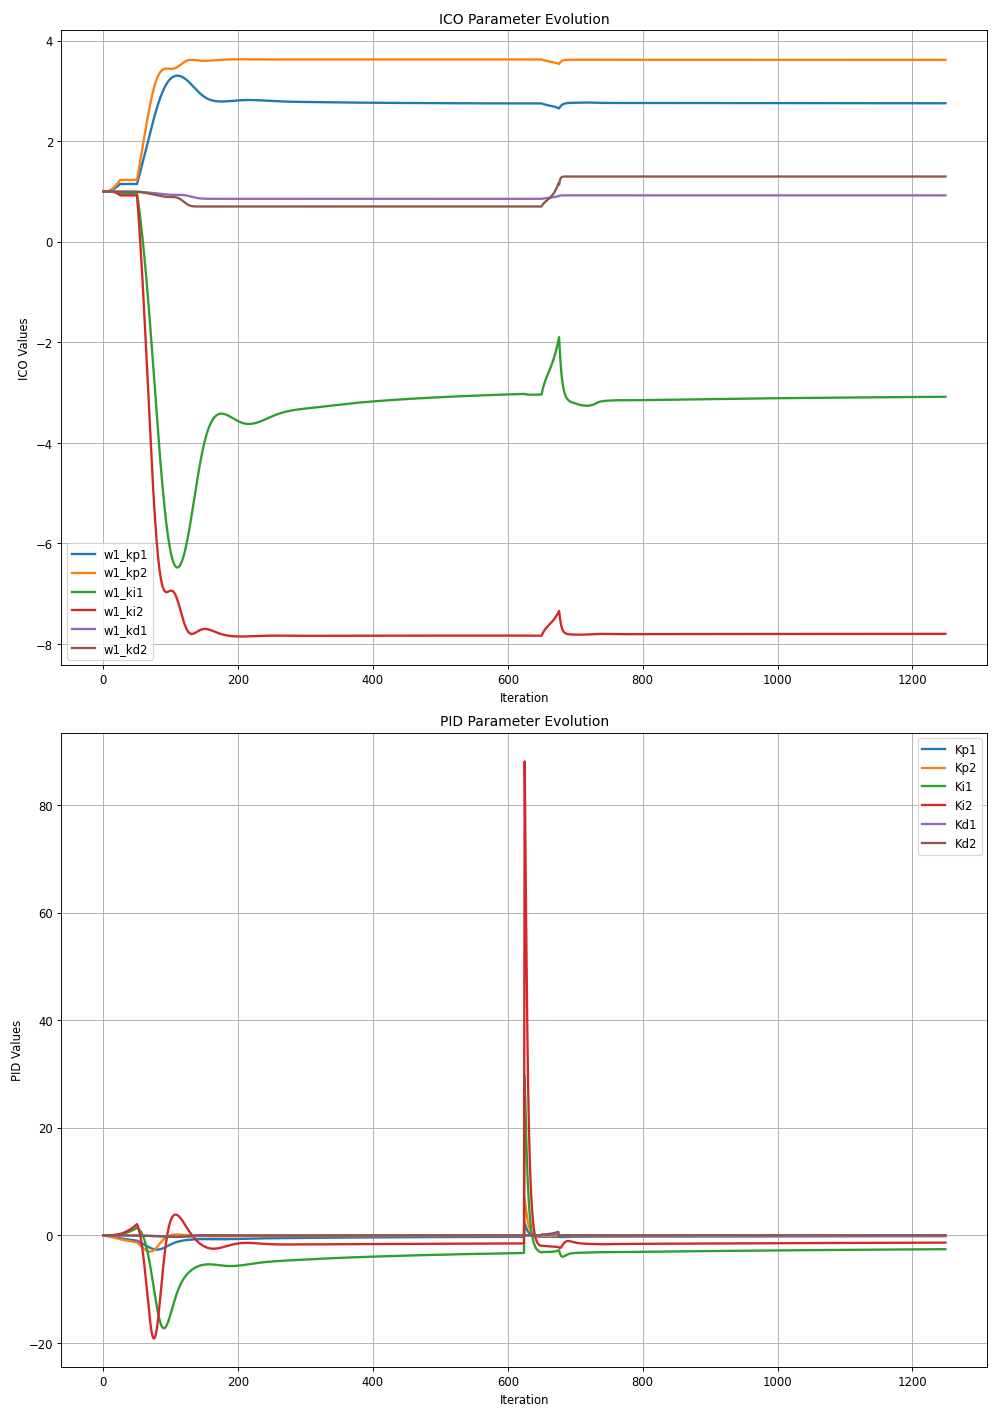 ICO Parameter Evolution
4
2
0
−2
−4
−6
−8
ICO Values
w1_kp1
w1_kp2
w1_ki1
w1_ki2
w1_kd1
w1_kd2
0
200
400
600
800
1000
1200
Iteration
PID Parameter Evolution
80
60
40
20
0
−20
PID Values
Kp1
Kp2
Ki1
Ki2
Kd1
Kd2
0
200
400
600
800
1000
1200
Iteration